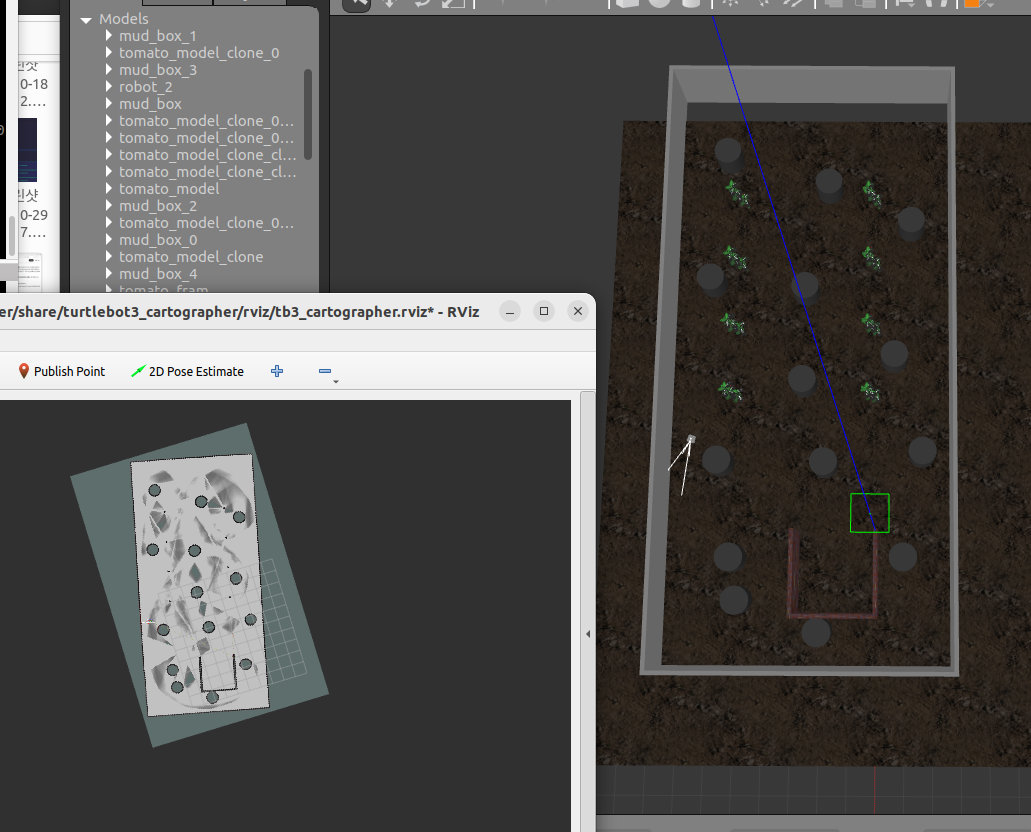 Models
mud_box_1
tomato_model_clone_0
mud_box_3
robot_2
mud_box
tomato_model_clone_0...
tomato_model_clone_0...
tomato_model_clone_cl...
tomato_model_clone_cl...
tomato_model
mud_box_2
tomato_model_clone_0...
mud_box_0
tomato_model_clone
mud_box_4
린샷
0-18
2....
린샷
0-29
7....
er/share/turtlebot3_cartographer/rviz/tb3_cartographer.rviz* - RViz
Publish Point
2D Pose Estimate